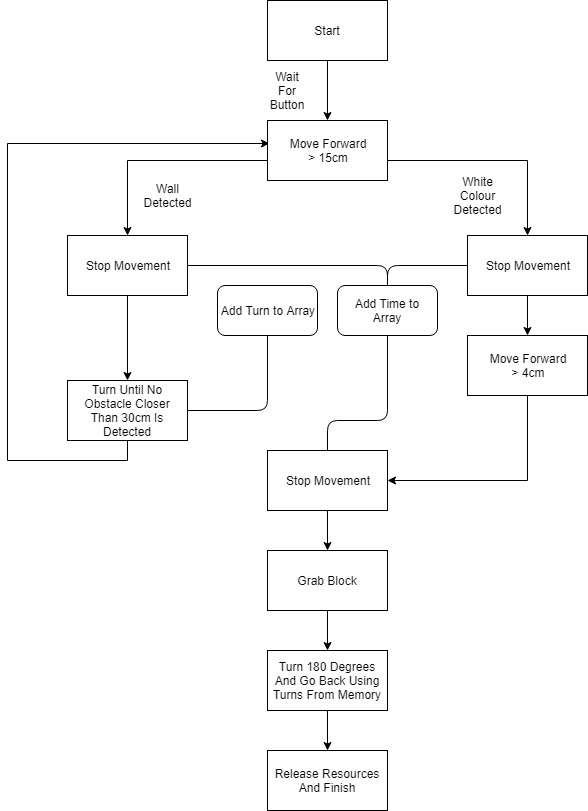 Start
Wait
For
Button
Move Forward
> 15cm
Wall
Detected
White
Colour
Detected
Stop Movement
Stop Movement
Add Turn to Array
Add Time to
Array
Move Forward
> 4cm
Turn Until No
Obstacle Closer
Than 30cm Is
Detected
Stop Movement
Grab Block
Turn 180 Degrees
And Go Back Using
Turns From Memory
Release Resources
And Finish